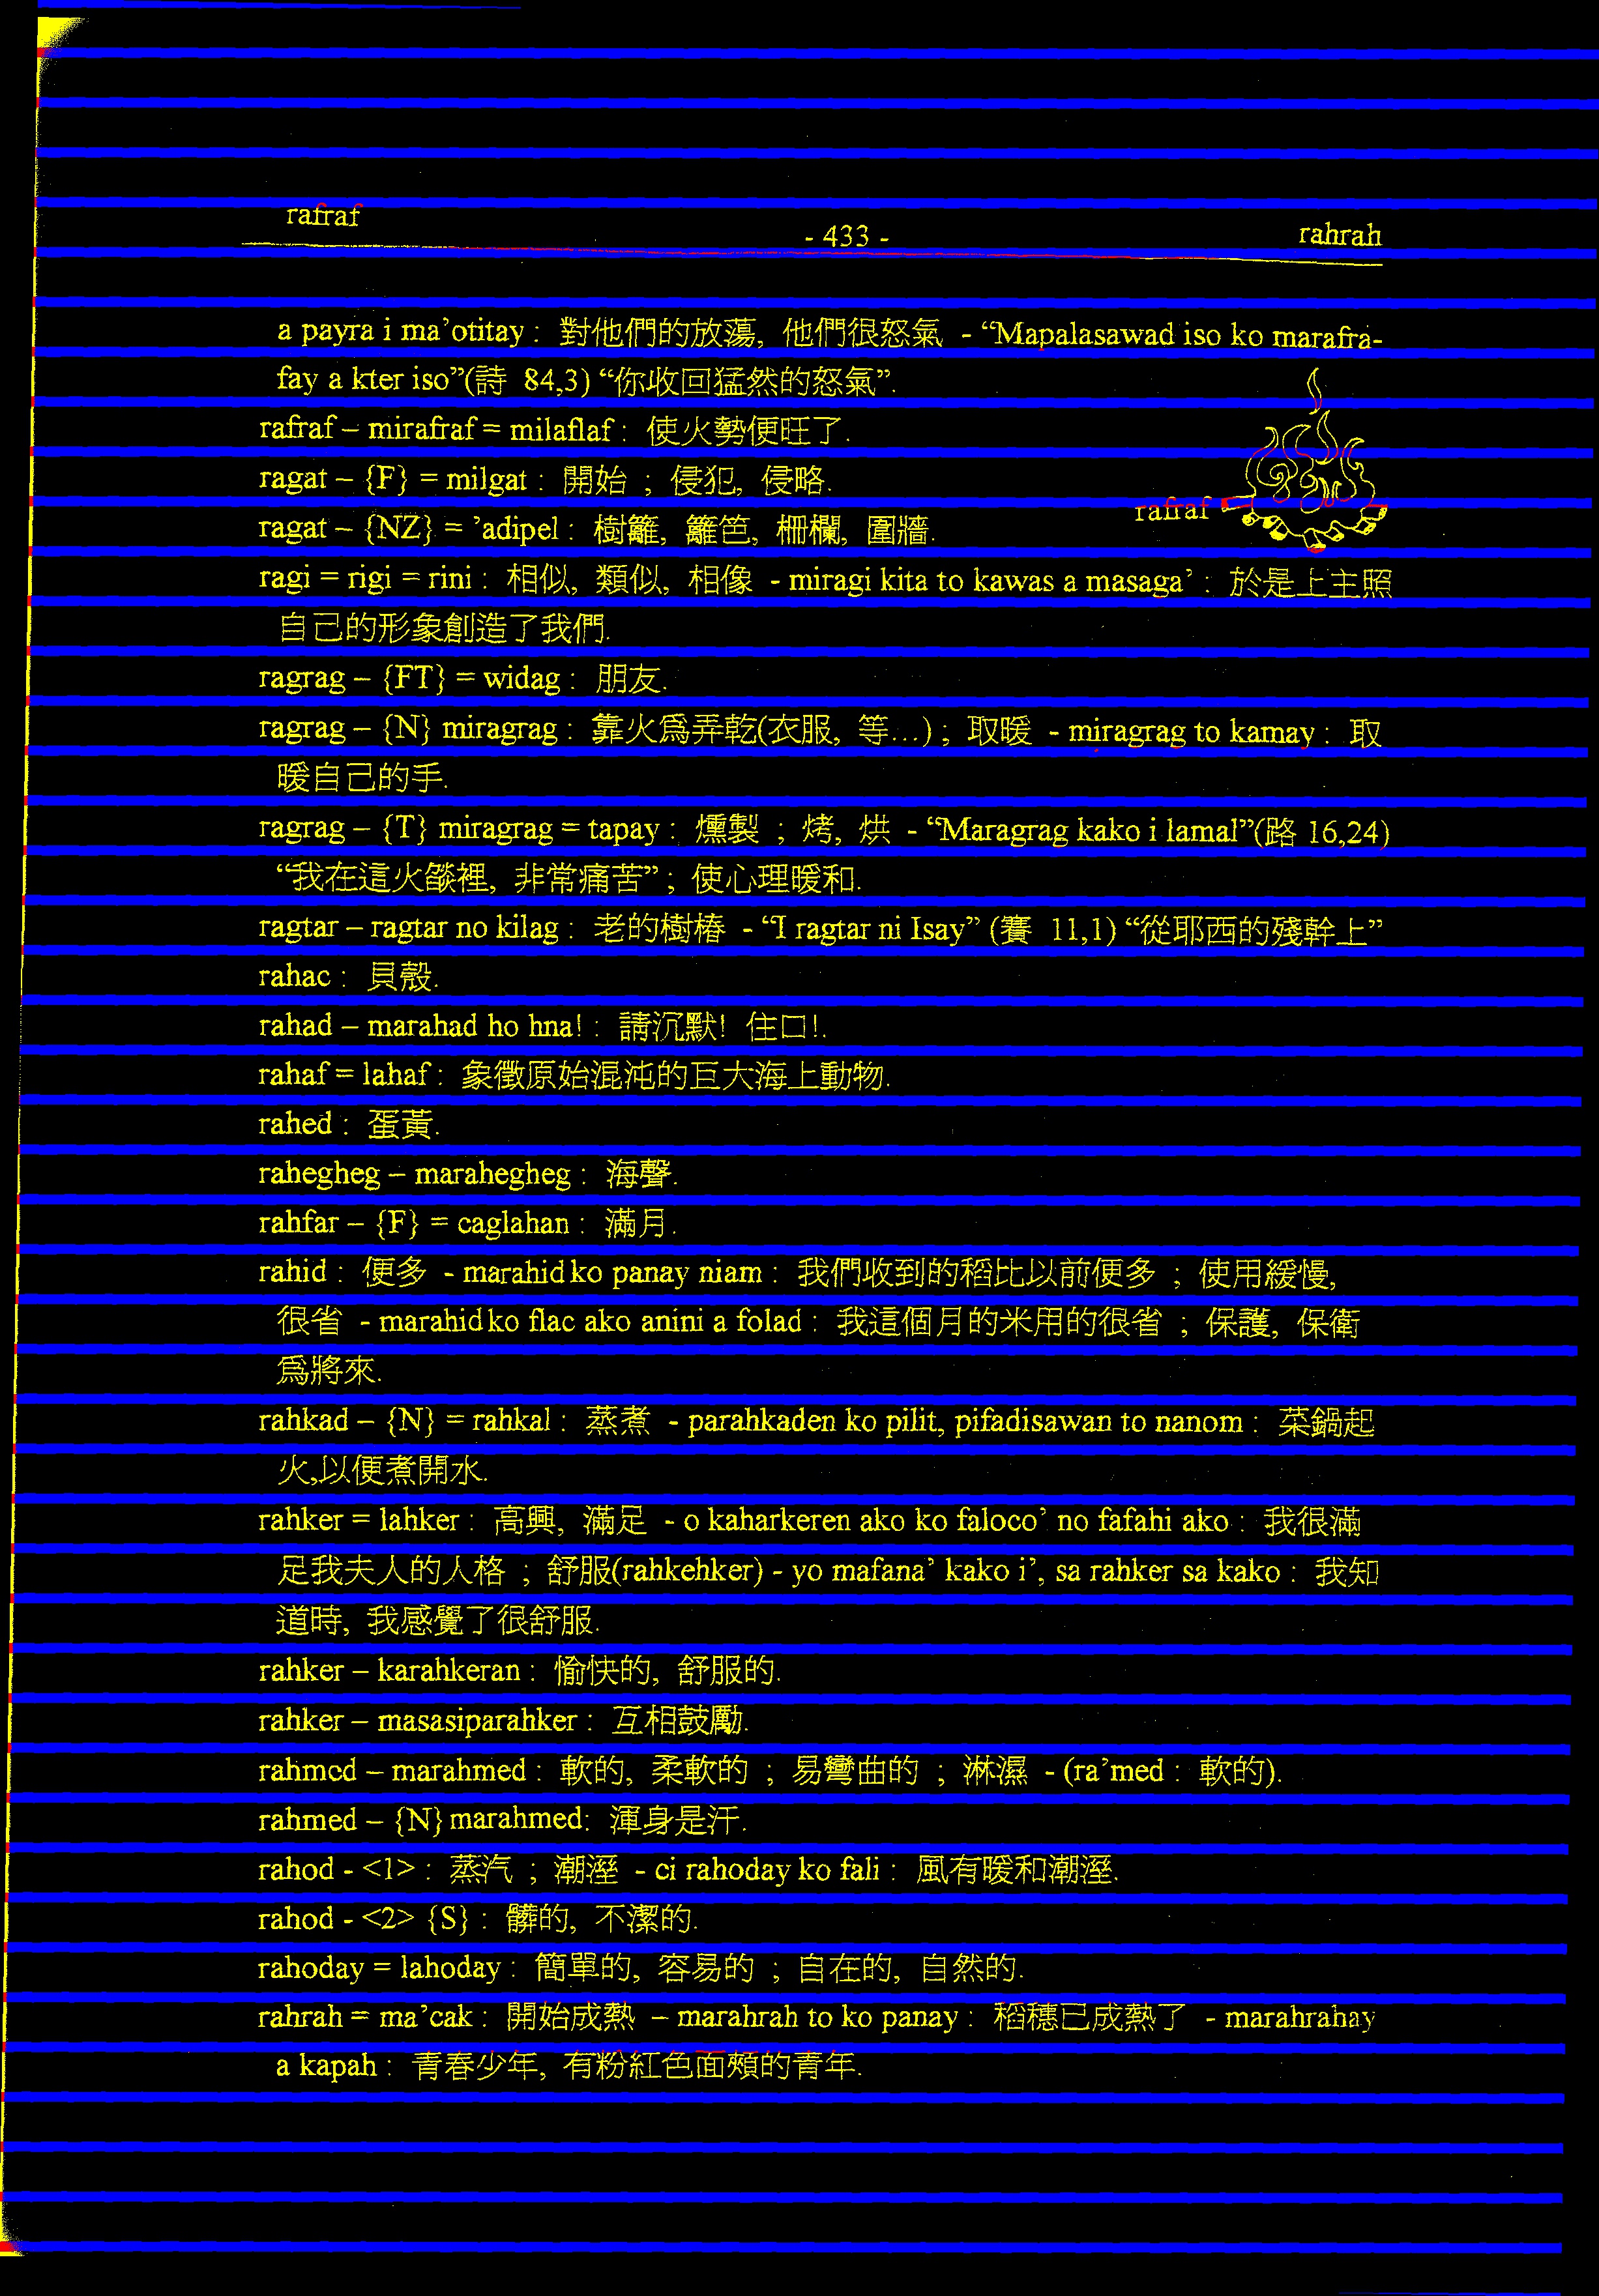 rafraf
- 433 -
rahrah
a payra i ma’otitay : 對他們的放蕩, 他們很怒氣 - “Mapalasawad iso ko marafra-
fay a kter iso”(詩 84,3) “你收回猛然的怒氣”.
rafraf – mirafraf = milaflaf : 使火勢便旺了.
ragat – {F} = milgat : 開始 ; 侵犯, 侵略.
rafraf
ragat – {NZ} = ’adipel : 樹籬, 籬笆, 柵欄, 圍牆.
ragi = rigi = rini : 相似, 類似, 相像 - miragi kita to kawas a masaga’ : 於是上主照
自己的形象創造了我們.
ragrag – {FT} = widag : 朋友.
ragrag – {N} miragrag : 靠火爲弄乾(衣服, 等...) ; 取暖 - miragrag to kamay : 取
暖自己的手.
ragrag – {T} miragrag = tapay : 燻製 ; 烤, 烘 - “Maragrag kako i lamal”(路 16,24)
“我在這火燄裡, 非常痛苦” ; 使心理暖和.
ragtar – ragtar no kilag : 老的樹樁 - “I ragtar ni Isay” (賽 11,1) “從耶西的殘幹上”
rahac : 貝殼.
rahad – marahad ho hna! : 請沉默! 住口!.
rahaf = lahaf : 象徵原始混沌的巨大海上動物.
rahed : 蛋黃.
rahegheg – marahegheg : 海聲.
rahfar – {F} = caglahan : 滿月.
rahid : 便多 - marahid ko panay niam : 我們收到的稻比以前便多 ; 使用緩慢,
很省 - marahid ko flac ako anini a folad : 我這個月的米用的很省 ; 保護, 保衛
爲將來.
rahkad – {N} = rahkal : 蒸煮 - parahkaden ko pilit, pifadisawan to nanom : 菜鍋起
火,以便煮開水.
rahker = lahker : 高興, 滿足 - o kaharkeren ako ko faloco’ no fafahi ako : 我很滿
足我夫人的人格 ; 舒服(rahkehker) - yo mafana’ kako i’, sa rahker sa kako : 我知
道時, 我感覺了很舒服.
rahker – karahkeran : 愉快的, 舒服的.
rahker – masasiparahker : 互相鼓勵.
rahmed – marahmed : 軟的, 柔軟的 ; 易彎曲的 ; 淋濕 - (ra’med : 軟的).
rahmed – {N} marahmed: 渾身是汗.
rahod - <1> : 蒸汽 ; 潮溼 - ci rahoday ko fali : 風有暖和潮溼.
rahod - <2> {S} : 髒的, 不潔的.
rahoday = lahoday : 簡單的, 容易的 ; 自在的, 自然的.
rahrah = ma’cak : 開始成熱 – marahrah to ko panay : 稻穗已成熱了 - marahrahay
a kapah : 青春少年, 有粉紅色面頰的青年.